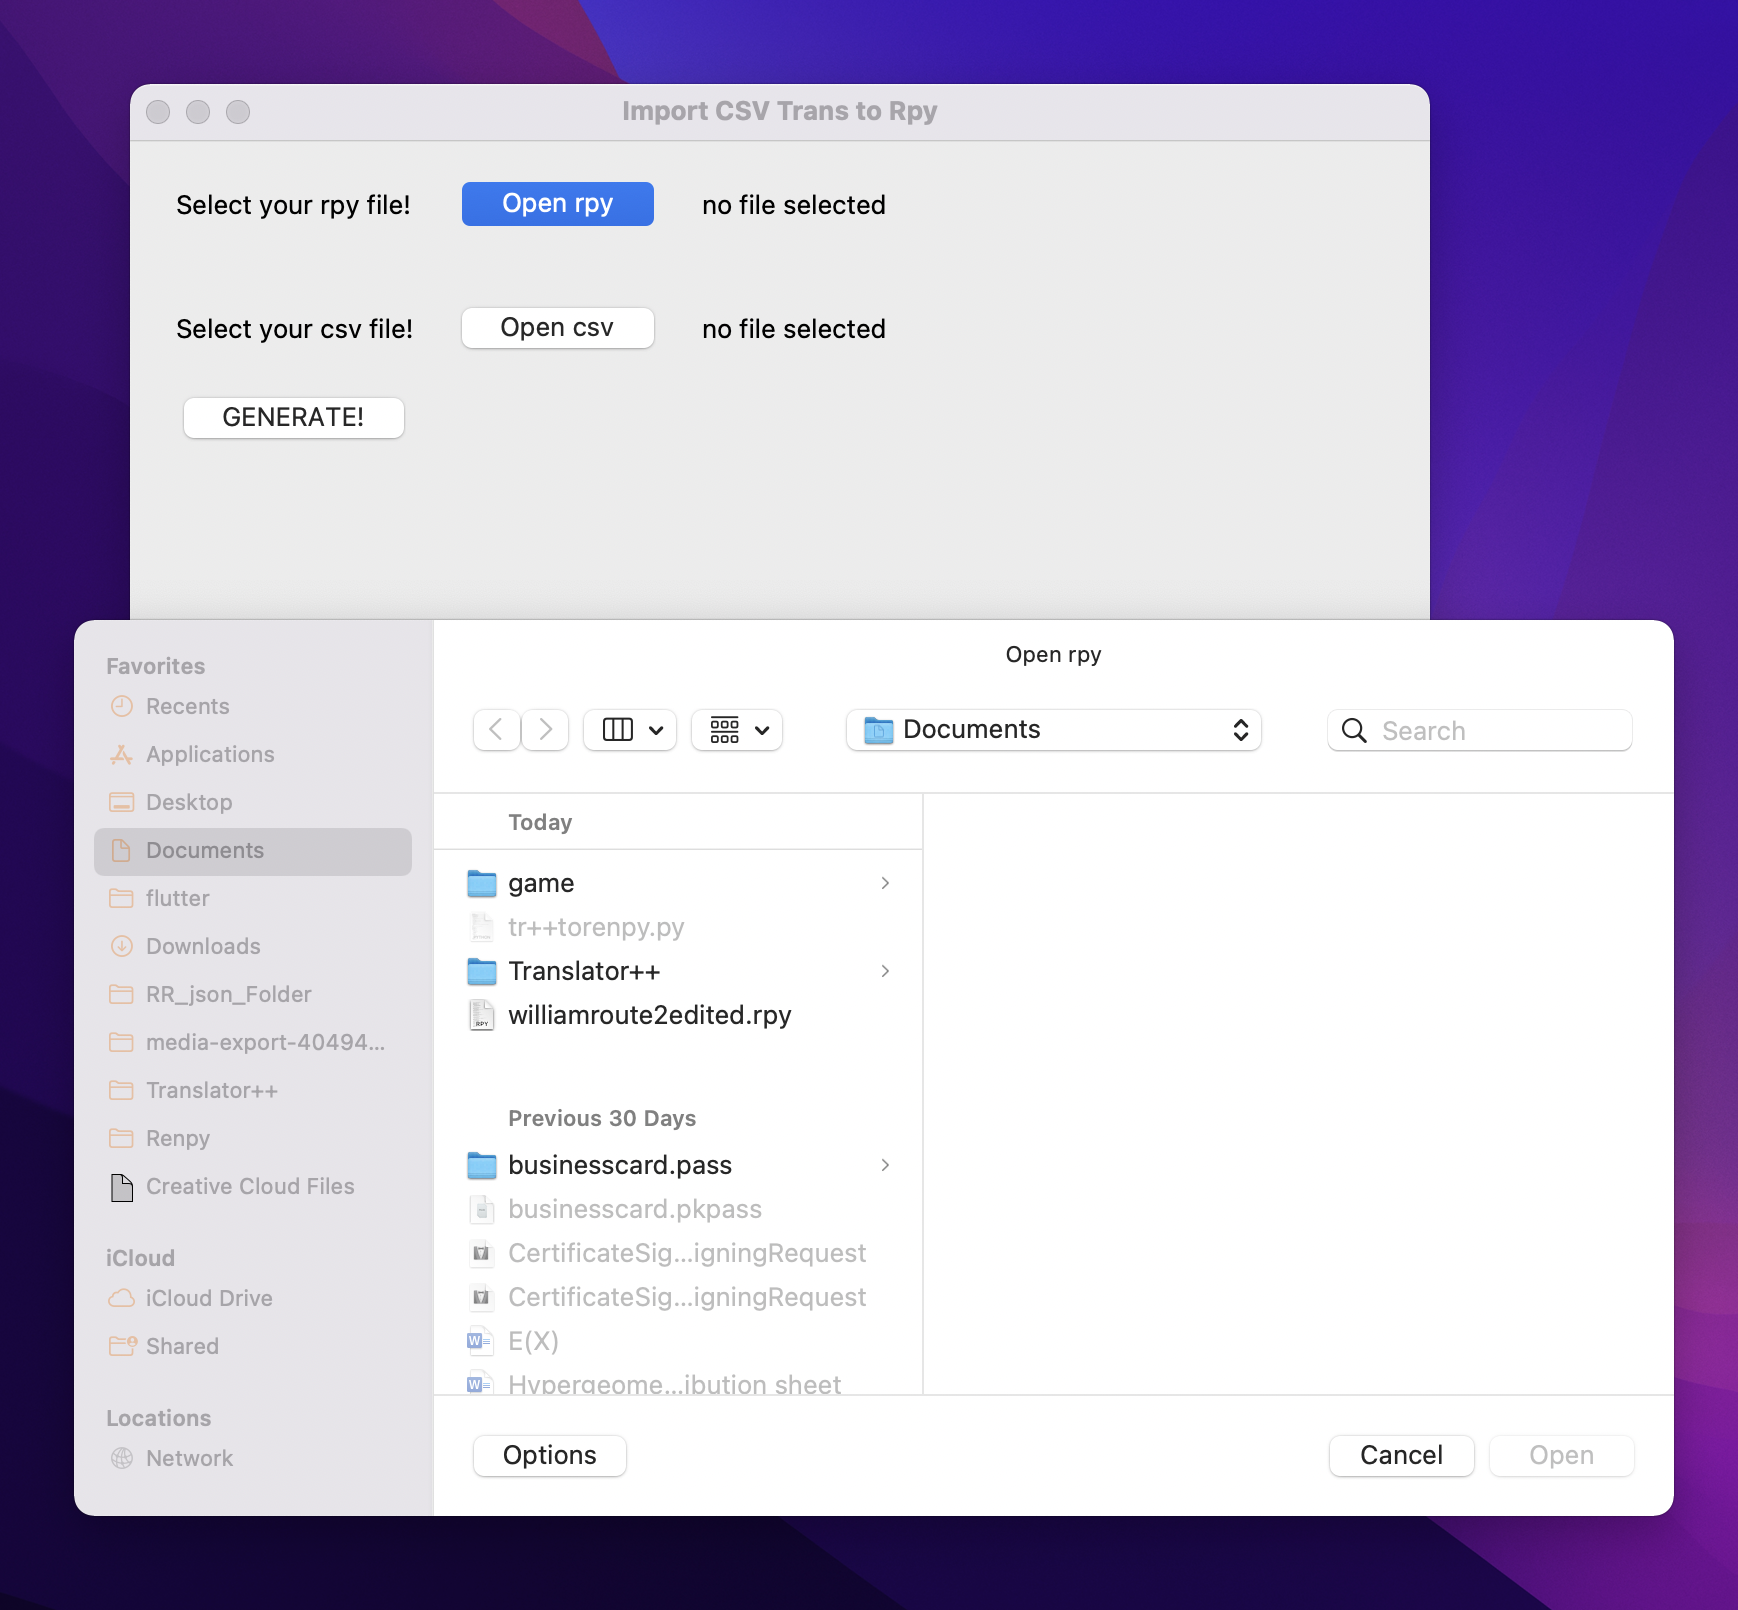 Import CSV Trans to Rpy
Select your rpy file!
Open rpy
no file selected
Select your csv file!
Open csv
no file selected
GENERATE!
Favorites
Recents
Applications
Desktop
Documents
flutter
Downloads
RR_json_Folder
media-export-40494...
Translator++
Renpy
Creative Cloud Files
iCloud
iCloud Drive
Shared
Locations
Network
Open rpy
Documents
Search
Today
game
tr++torenpy.py
Translator++
williamroute2edited.rpy
Previous 30 Days
businesscard.pass
businesscard.pkpass
CertificateSig...igningRequest
CertificateSig...igningRequest
E(X)
Hypergeome...ibution sheet
Options
Cancel
Open